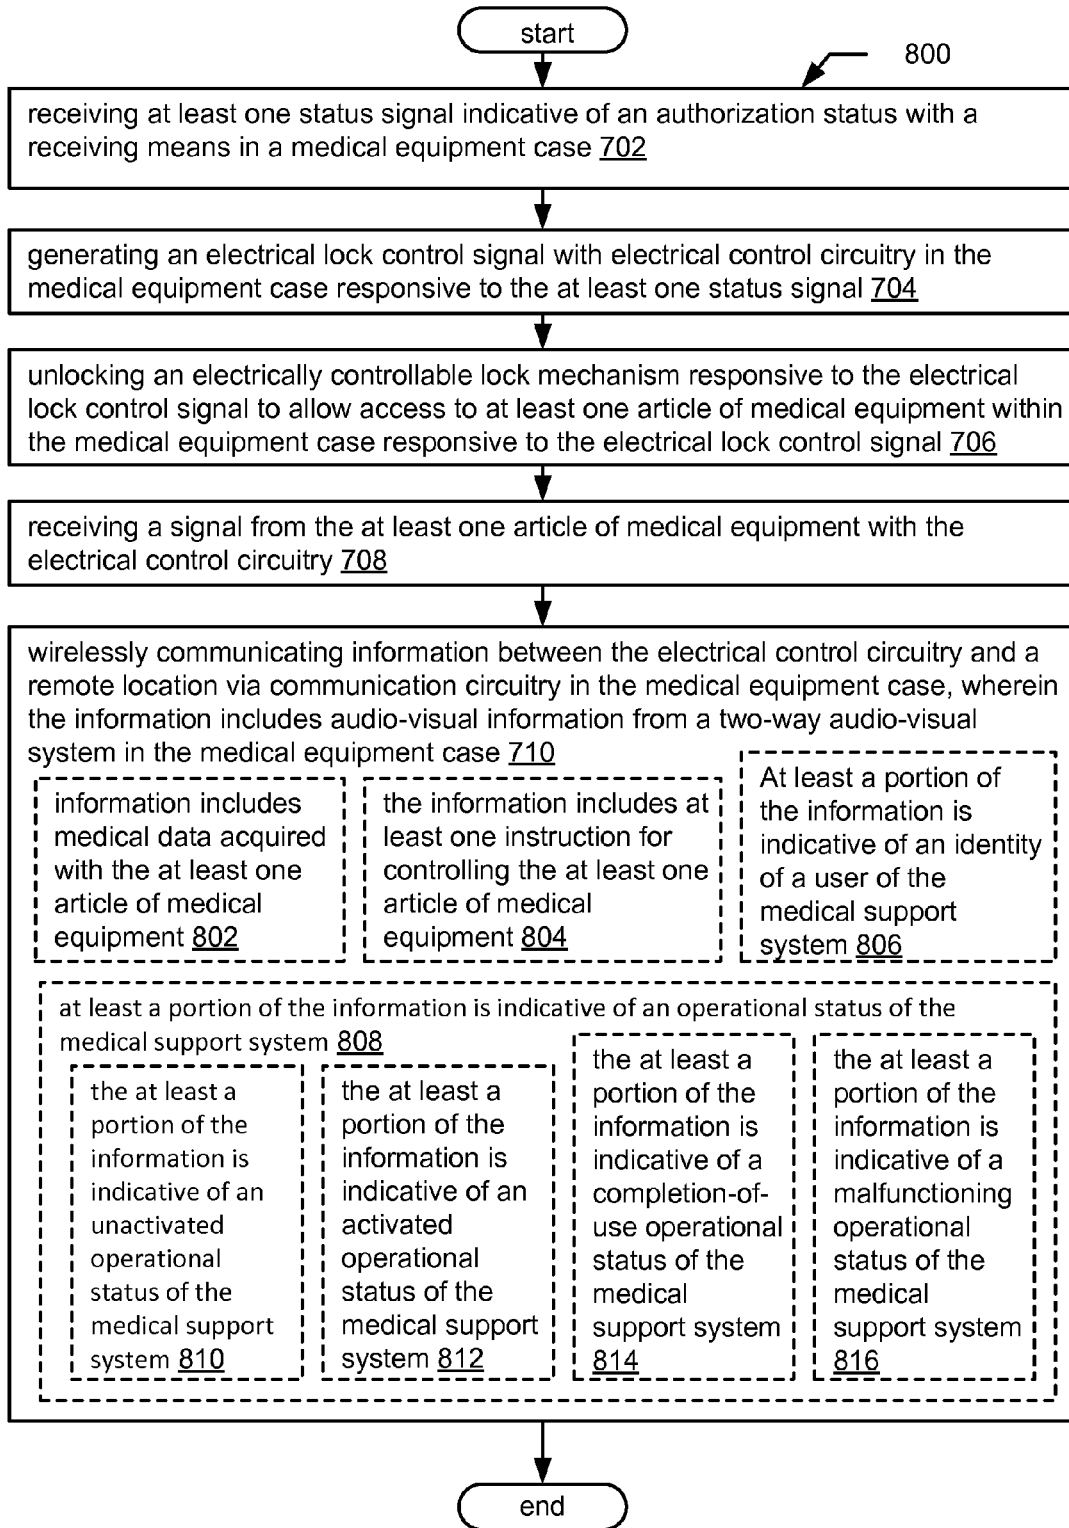 start
800
receiving at least one status signal indicative of an authorization status with a
receiving means in a medical equipment case 702
generating an electrical lock control signal with electrical control circuitry in the
medical equipment case responsive to the at least one status signal 704
unlocking an electrically controllable lock mechanism responsive to the electrical
lock control signal to allow access to at least one article of medical equipment within
the medical equipment case responsive to the electrical lock control signal 706
receiving a signal from the at least one article of medical equipment with the
electrical control circuitry 708
wirelessly communicating information between the electrical control circuitry and a
remote location via communication circuitry in the medical equipment case, wherein
the information includes audio-visual information from a two-way audio-visual
system in the medical equipment case 710
information includes
medical data acquired
with the at least one
article of medical
equipment 802
the information includes at
least one instruction for
controlling the at least one
article of medical
equipment 804
At least a portion of
the information is
indicative of an identity
of a user of the
medical support
system 806
at least a portion of the information is indicative of an operational status of the
medical support system 808
the at least a
portion of the
information is
indicative of an
unactivated
operational
status of the
medical support
system 810
the at least a
portion of the
information is
indicative of an
activated
operational
status of the
medical support
system 812
the at least a
portion of the
information is
indicative of a
completion-of-
use operational
status of the
medical
support system
814
the at least a
portion of the
information is
indicative of a
malfunctioning
operational
status of the
medical
support system
816
end